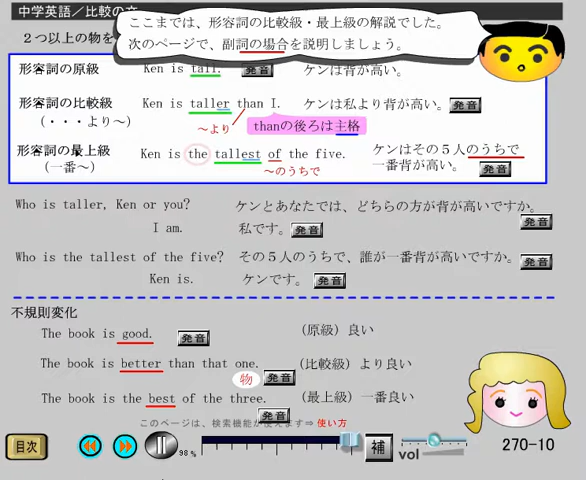 中学英語／比較の文
ここまでは、形容詞の比較級・最上級の解説でした。
次のページで、副詞の場合を説明しましょう。
２つ以上の物を
形容詞の原級 Ken is tall. 発音 ケンは背が高い。
形容詞の比較級 Ken is taller than I. ケンは私より背が高い。 発音
(・・・より～) ～より thanの後ろは主格
形容詞の最上級 Ken is the tallest of the five. ケンはその５人のうちで
(一番～) ～のうちで 一番背が高い。 発音
Who is taller, Ken or you? ケンとあなたでは、どちらの方が背が高いですか。 発音
I am. 私です。 発音
Who is the tallest of the five? その５人のうちで、誰が一番背が高いですか。 発音
Ken is. ケンです。 発音
不規則変化
The book is good. 発音 (原級) 良い
The book is better than that one. (比較級) より良い
物 発音
The book is the best of the three. (最上級) 一番良い
発音
このページは、検索機能が使えます⇒ 使い方
目次 98% 補 vol 270-10